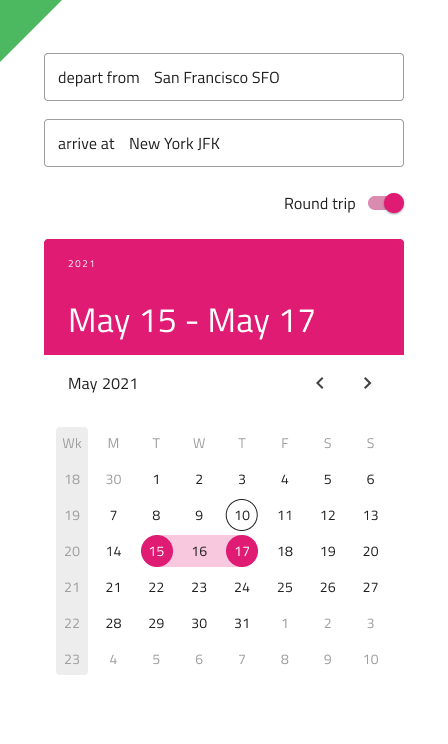 depart from San Francisco SFO
arrive at New York JFK
Round trip
2021
May 15 - May 17
May 2021
Wk M T W T F S S
18 30 1 2 3 4 5 6
19 7 8 9 10 11 12 13
20 14 15 16 17 18 19 20
21 21 22 23 24 25 26 27
22 28 29 30 31 1 2 3
23 4 5 6 7 8 9 10